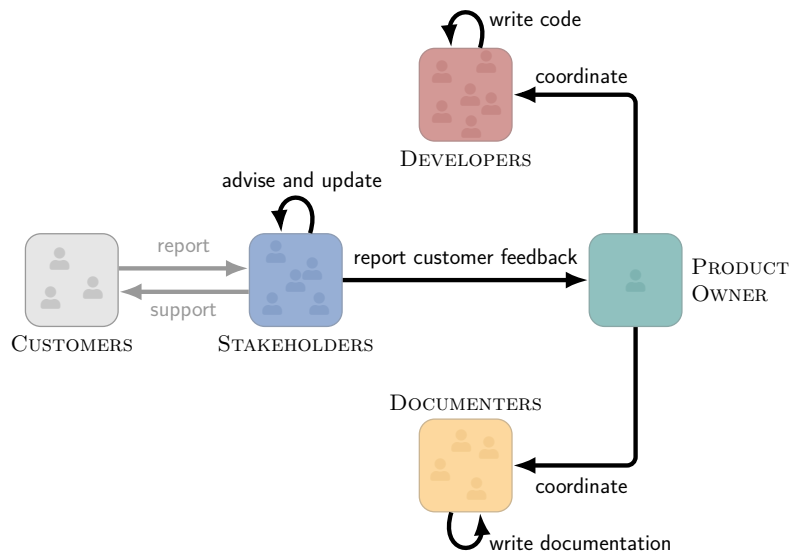 write code
coordinate
DEVELOPERS
advise and update
report
report customer feedback
support
PRODUCT
OWNER
CUSTOMERS
STAKEHOLDERS
DOCUMENTERS
coordinate
write documentation